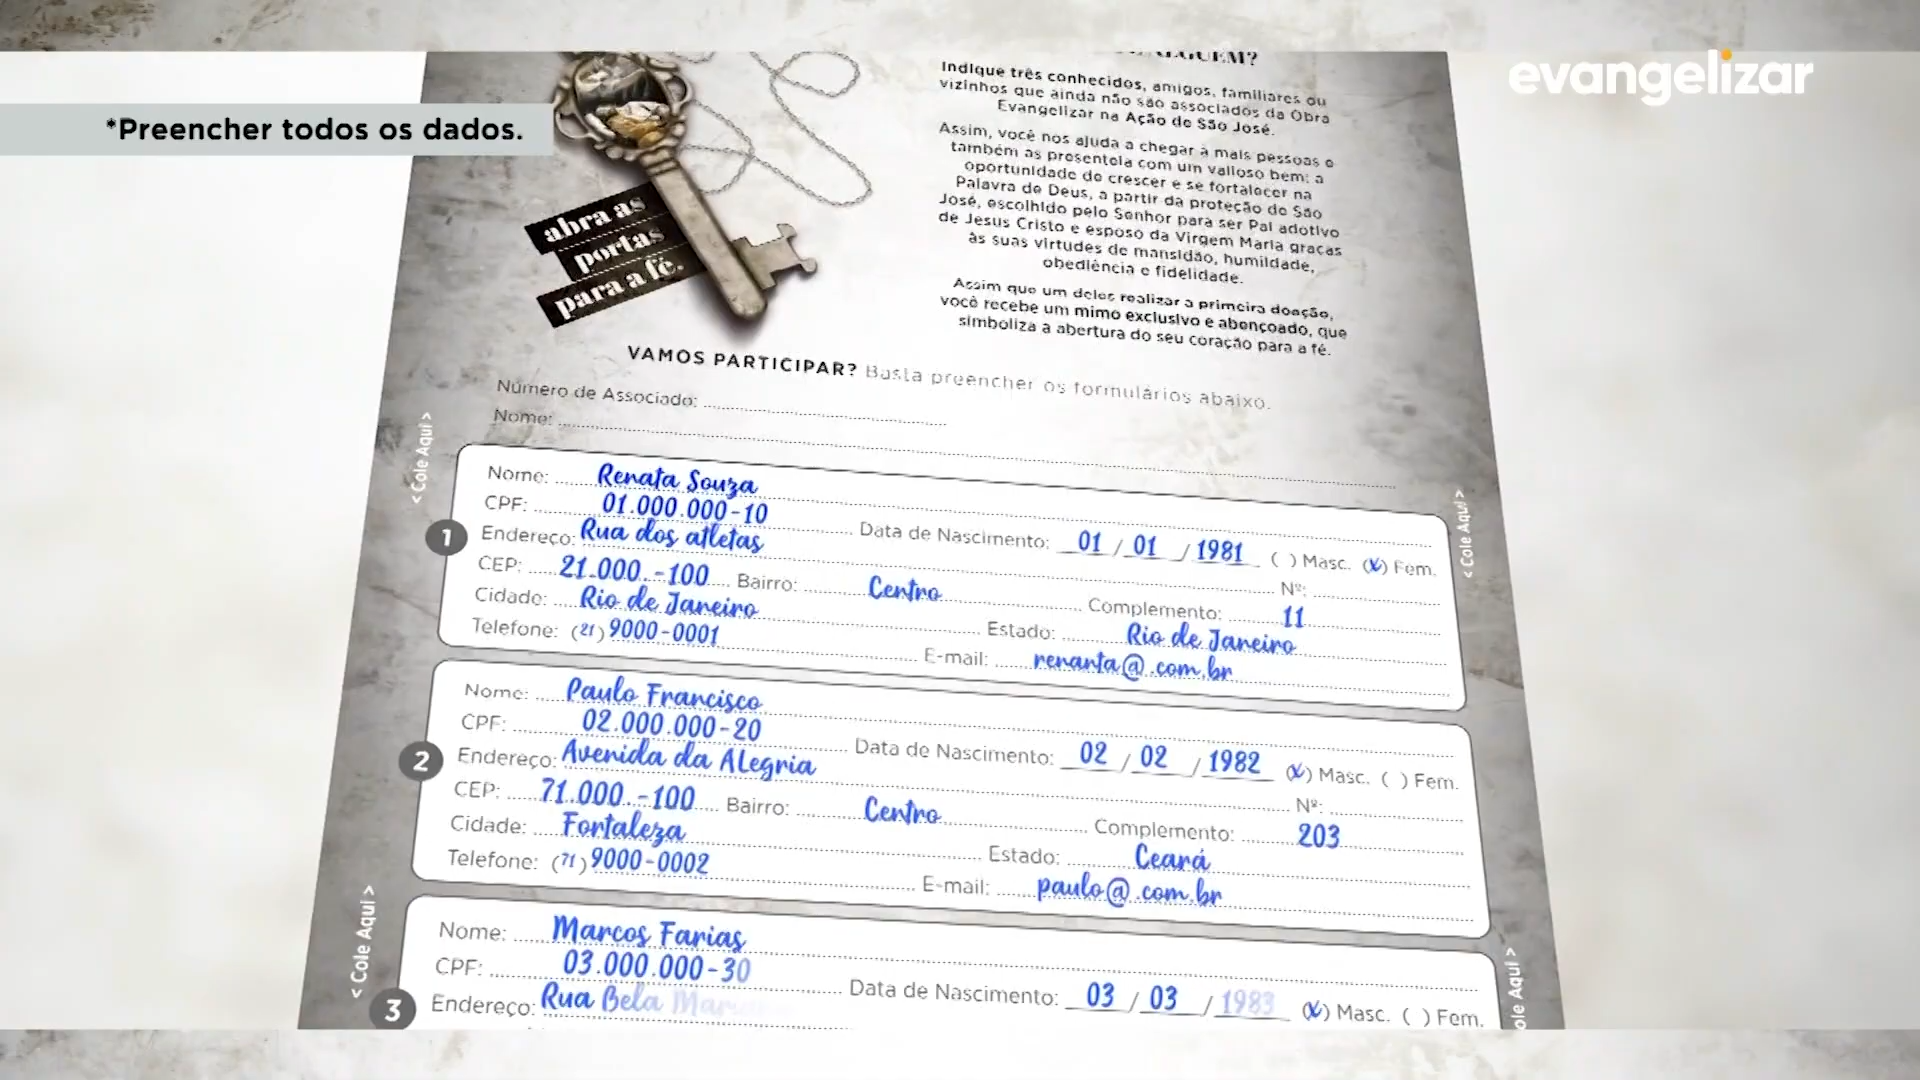 evangelizar
*Preencher todos os dados.
Indique três conhecidos, amigos, familiares ou
vizinhos que ainda não são associados da Obra
Evangelizar na Ação de São José.
Assim, você nos ajuda a chegar à mais pessoas e
também as presenteia com um valioso bem: a
oportunidade de crescer e se fortalecer na
Palavra de Deus, a partir da proteção de São
José, escolhido pelo Senhor para ser Pai adotivo
de Jesus Cristo e esposo da Virgem Maria graças
às suas virtudes de mansidão, humildade,
obediência e fidelidade.
Assim que um deles realizar a primeira doação,
você recebe um mimo exclusivo e abençoado, que
simboliza a abertura do seu coração para a fé.
abra as
portas
para a fé.
VAMOS PARTICIPAR? Basta preencher os formulários abaixo.
Número de Associado:
Nome:
< Cole Aqui >
< Cole Aqui >
1
Nome: Renata Souza
CPF: 01.000.000-10 Data de Nascimento: 01 / 01 / 1981 ( ) Masc. (x) Fem.
Endereço: Rua dos atletas Nº:
CEP: 21.000.-100 Bairro: Centro Complemento: 11
Cidade: Rio de Janeiro Estado: Rio de Janeiro
Telefone: (21) 9000-0001 E-mail: renanta@.com.br
2
Nome: Paulo Francisco
CPF: 02.000.000-20 Data de Nascimento: 02 / 02 / 1982 (x) Masc. ( ) Fem.
Endereço: Avenida da ALegria Nº:
CEP: 71.000.-100 Bairro: Centro Complemento: 203
Cidade: Fortaleza Estado: Ceará
Telefone: (71) 9000-0002 E-mail: paulo@.com.br
< Cole Aqui >
ole Aqui >
3
Nome: Marcos Farias
CPF: 03.000.000-30 Data de Nascimento: 03 / 03 / 1983 (x) Masc. ( ) Fem.
Endereço: Rua Bela